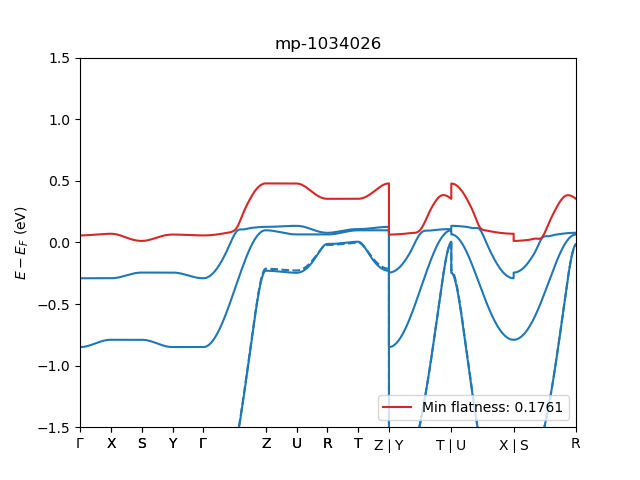 mp-1034026
E − E_F (eV)
1.5
1.0
0.5
0.0
−0.5
−1.0
−1.5
Γ X S Y Γ Z U R T Z | Y T | U X | S R
Min flatness: 0.1761